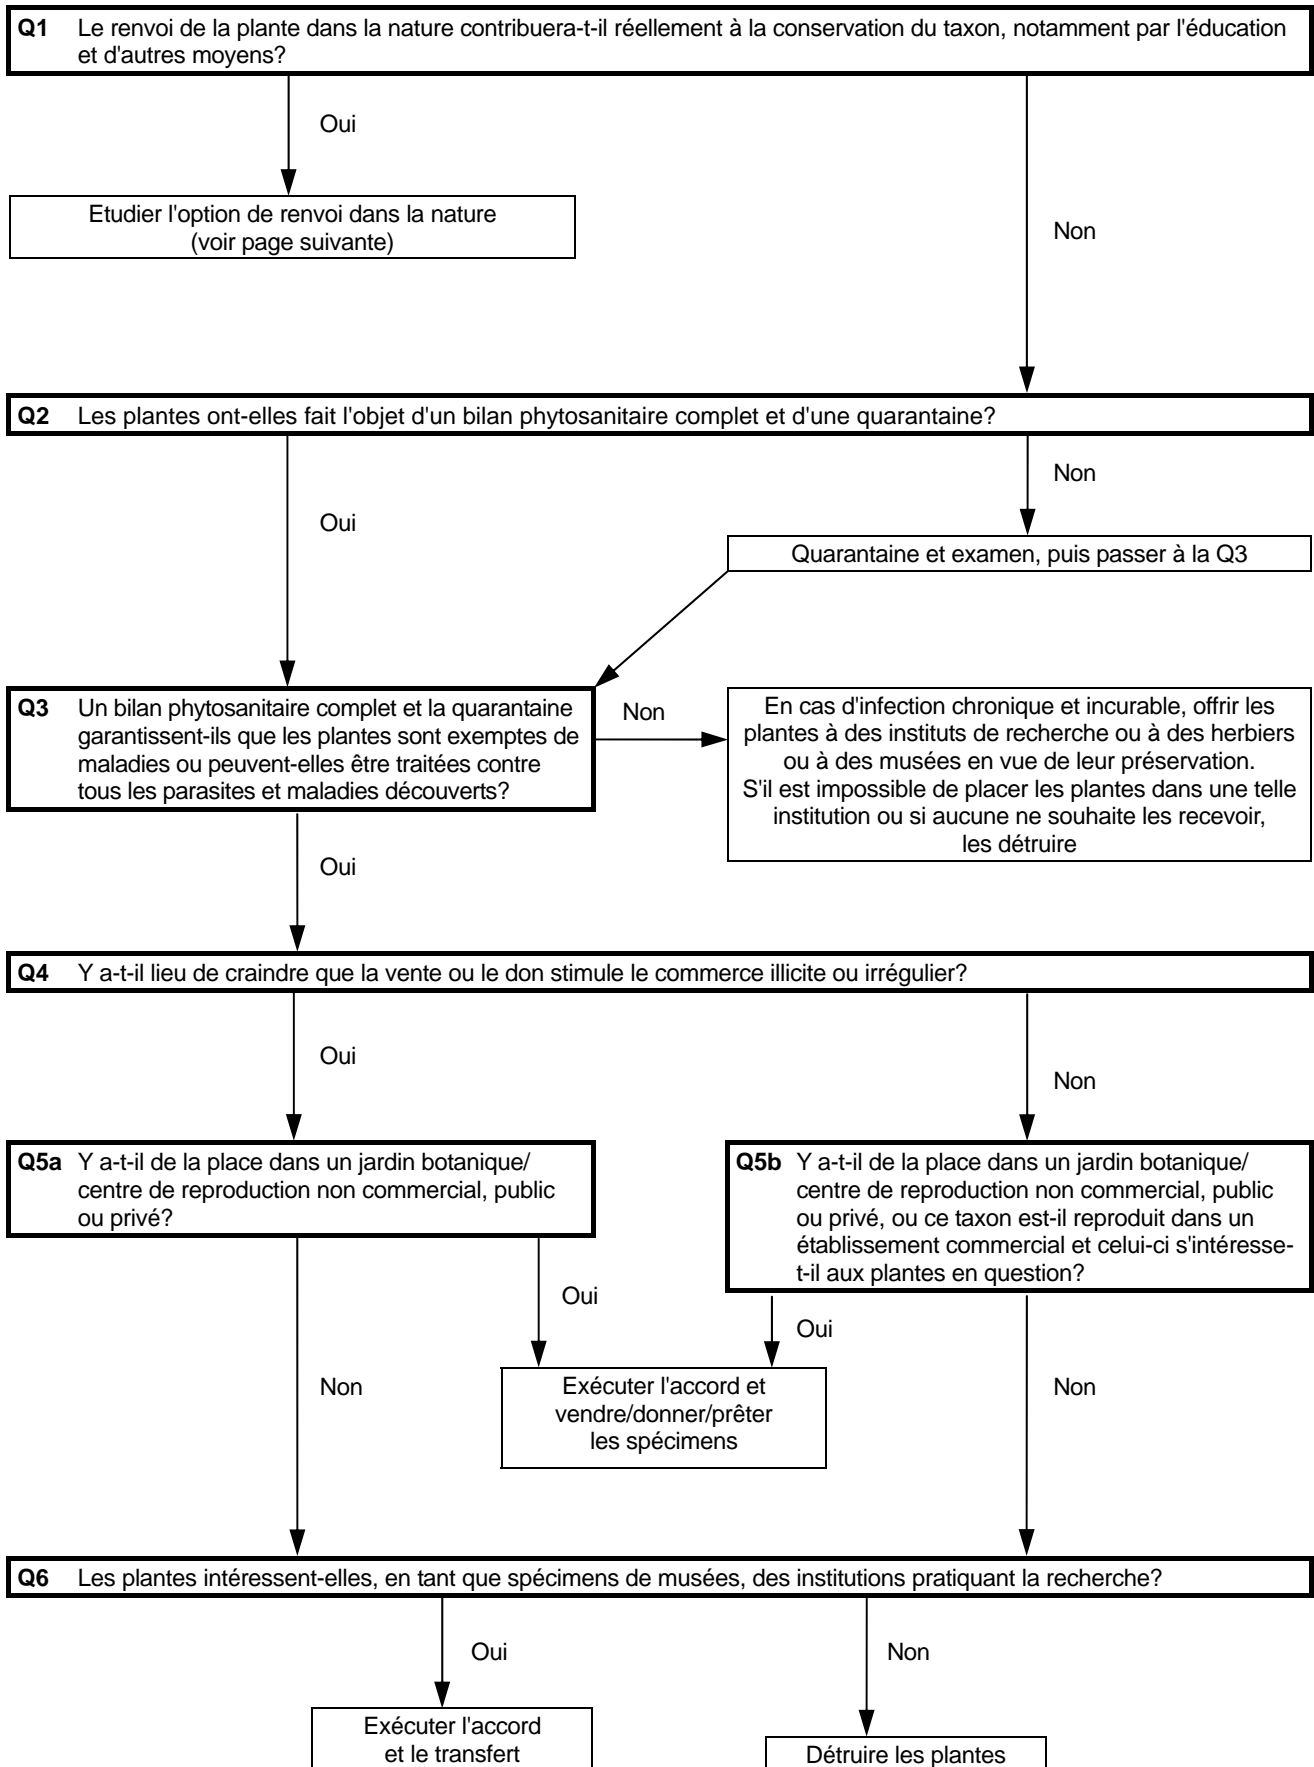 Q1 Le renvoi de la plante dans la nature contribuera-t-il réellement à la conservation du taxon, notamment par l'éducation
et d'autres moyens?
Oui
Etudier l'option de renvoi dans la nature
(voir page suivante)
Non
Q2 Les plantes ont-elles fait l'objet d'un bilan phytosanitaire complet et d'une quarantaine?
Non
Oui
Quarantaine et examen, puis passer à la Q3
Q3 Un bilan phytosanitaire complet et la quarantaine
garantissent-ils que les plantes sont exemptes de
maladies ou peuvent-elles être traitées contre
tous les parasites et maladies découverts?
Non
En cas d'infection chronique et incurable, offrir les
plantes à des instituts de recherche ou à des herbiers
ou à des musées en vue de leur préservation.
S'il est impossible de placer les plantes dans une telle
institution ou si aucune ne souhaite les recevoir,
les détruire
Oui
Q4 Y a-t-il lieu de craindre que la vente ou le don stimule le commerce illicite ou irrégulier?
Oui
Non
Q5a Y a-t-il de la place dans un jardin botanique/
centre de reproduction non commercial, public
ou privé?
Q5b Y a-t-il de la place dans un jardin botanique/
centre de reproduction non commercial, public
ou privé, ou ce taxon est-il reproduit dans un
établissement commercial et celui-ci s'intéresse-
t-il aux plantes en question?
Oui
Oui
Non
Exécuter l'accord et
vendre/donner/prêter
les spécimens
Non
Q6 Les plantes intéressent-elles, en tant que spécimens de musées, des institutions pratiquant la recherche?
Oui
Non
Exécuter l'accord
et le transfert
Détruire les plantes